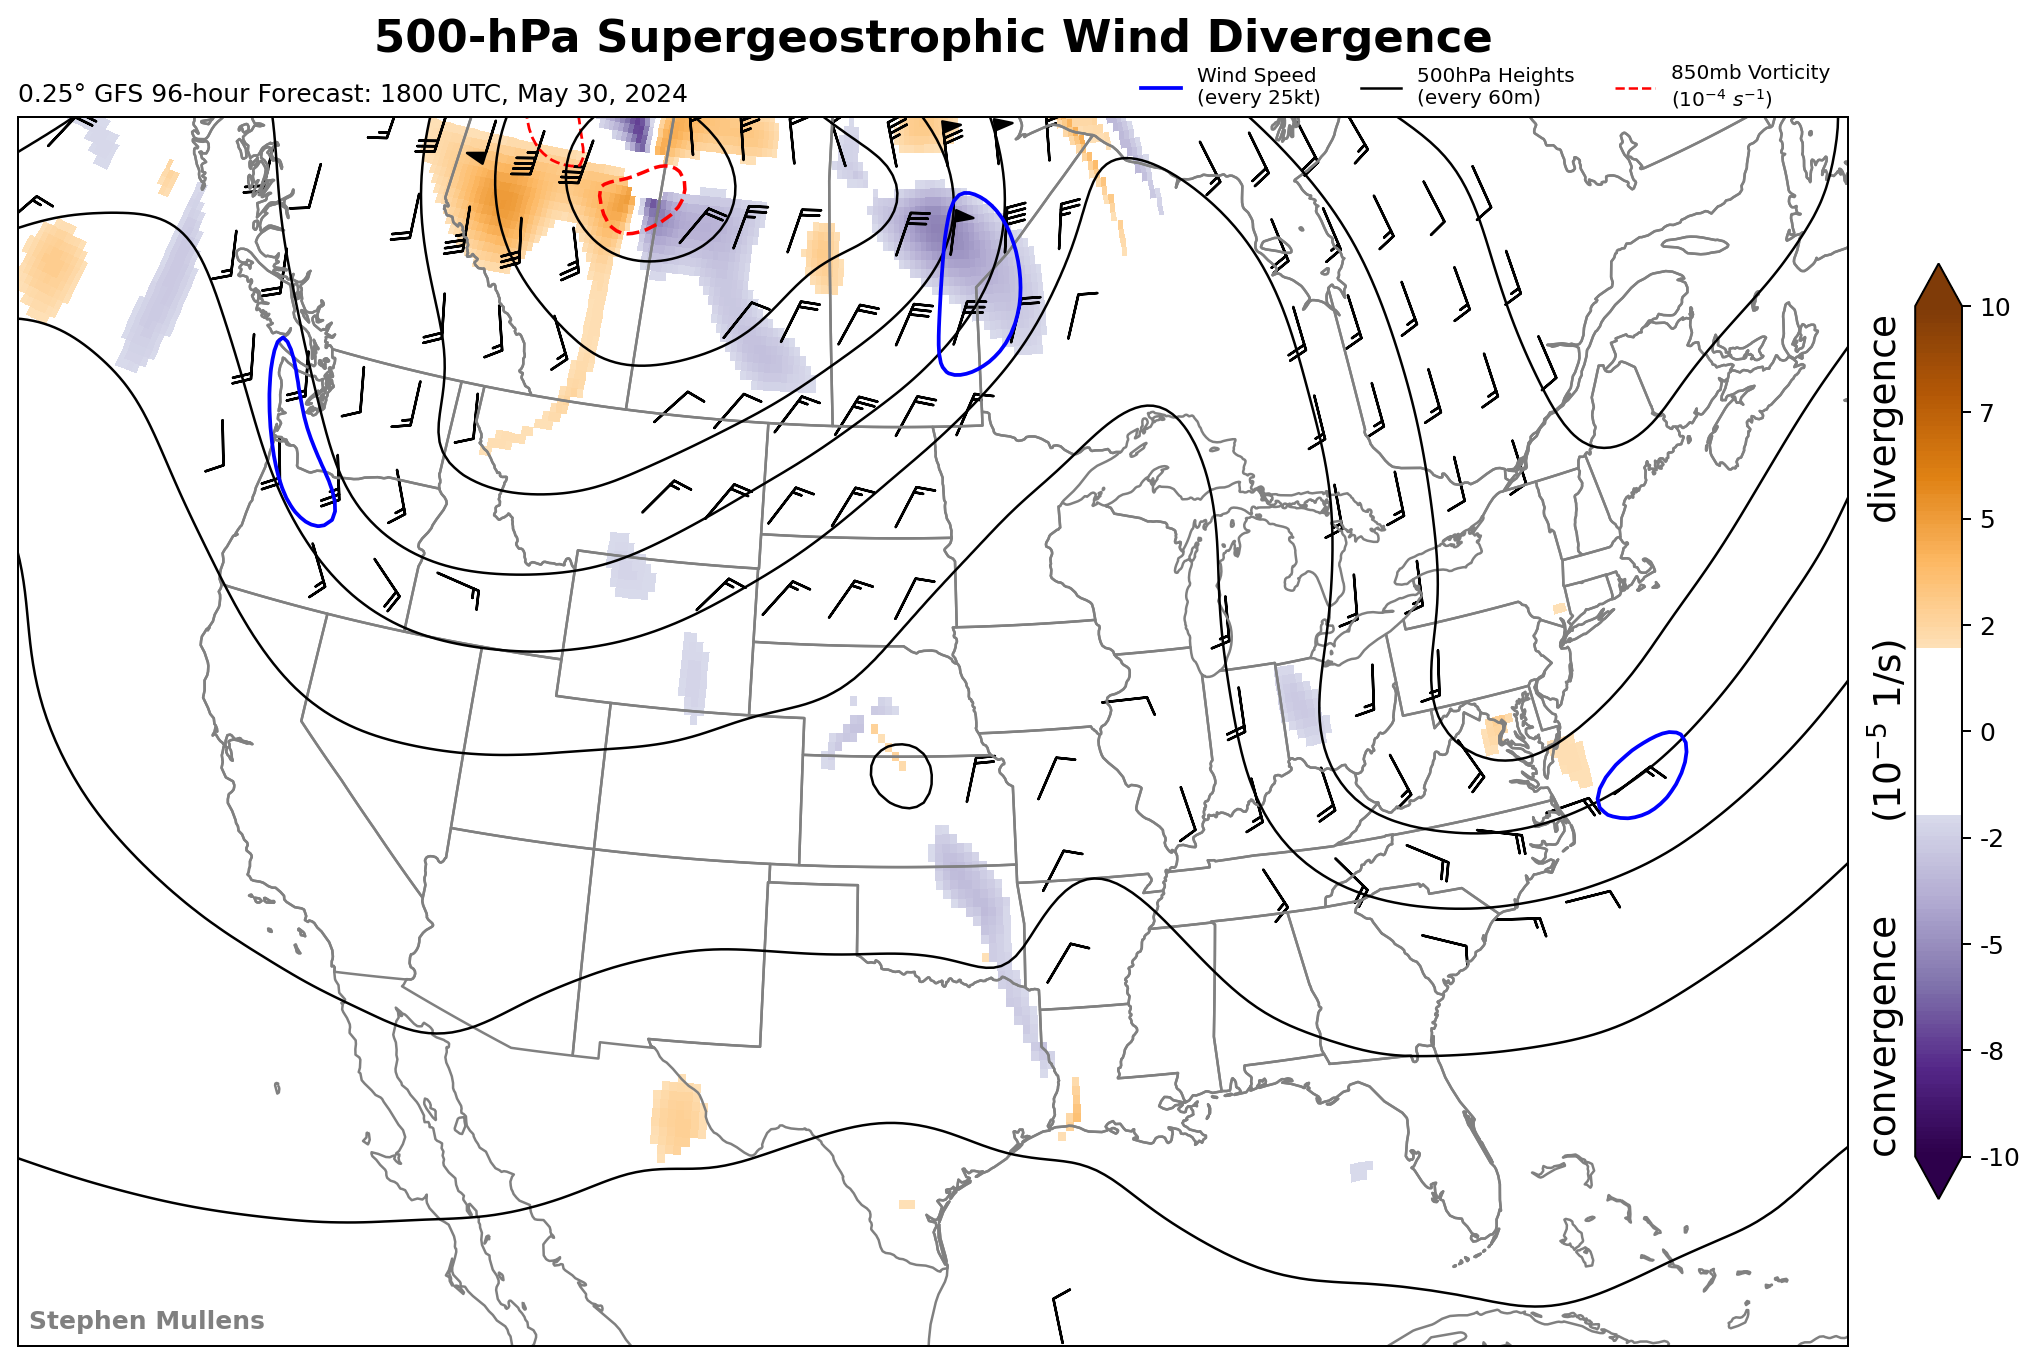 500-hPa Supergeostrophic Wind Divergence
0.25° GFS 96-hour Forecast: 1800 UTC, May 30, 2024
Wind Speed
(every 25kt)
500hPa Heights
(every 60m)
850mb Vorticity
(10⁻⁴ s⁻¹)
10
7
5
2
0
-2
-5
-8
-10
convergence (10⁻⁵ 1/s) divergence
Stephen Mullens